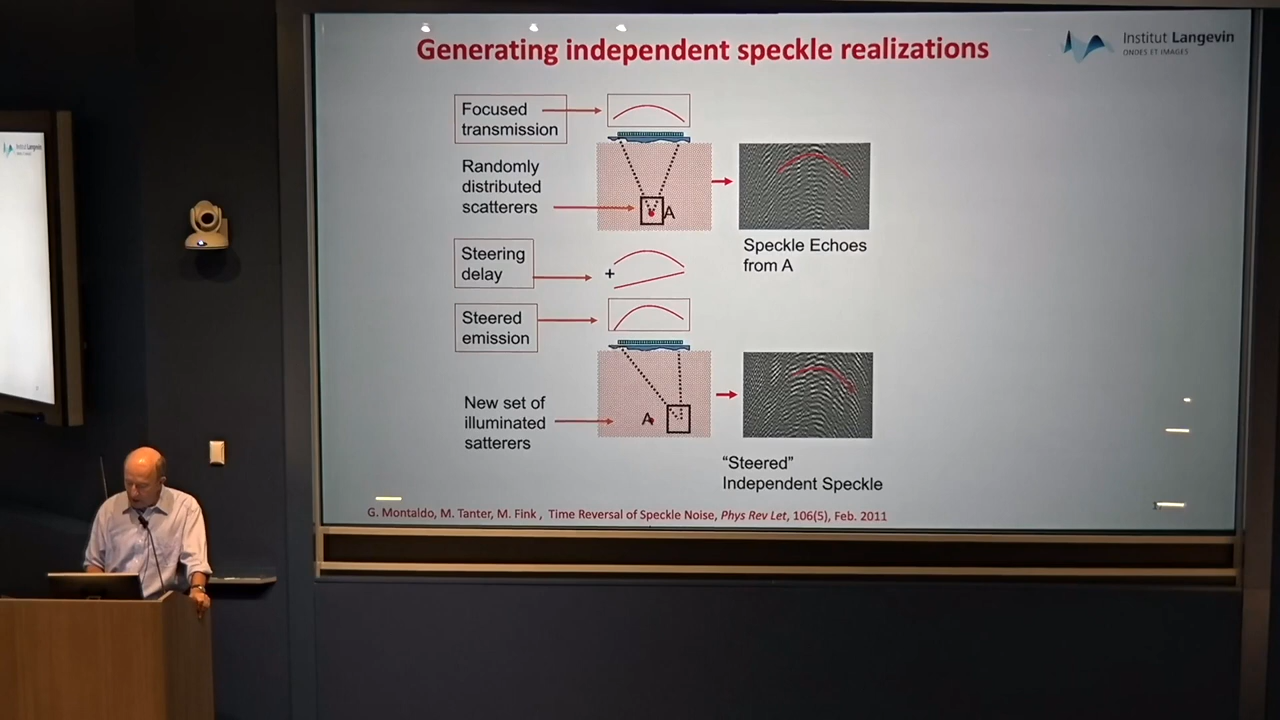 Generating independent speckle realizations
Institut Langevin
ONDES ET IMAGES
Focused
transmission
Randomly
distributed
scatterers
A
Speckle Echoes
from A
Steering
delay
+
Steered
emission
New set of
illuminated
satterers
A
"Steered"
Independent Speckle
G. Montaldo, M. Tanter, M. Fink , Time Reversal of Speckle Noise, Phys Rev Let, 106(5), Feb. 2011
Institut Langevin